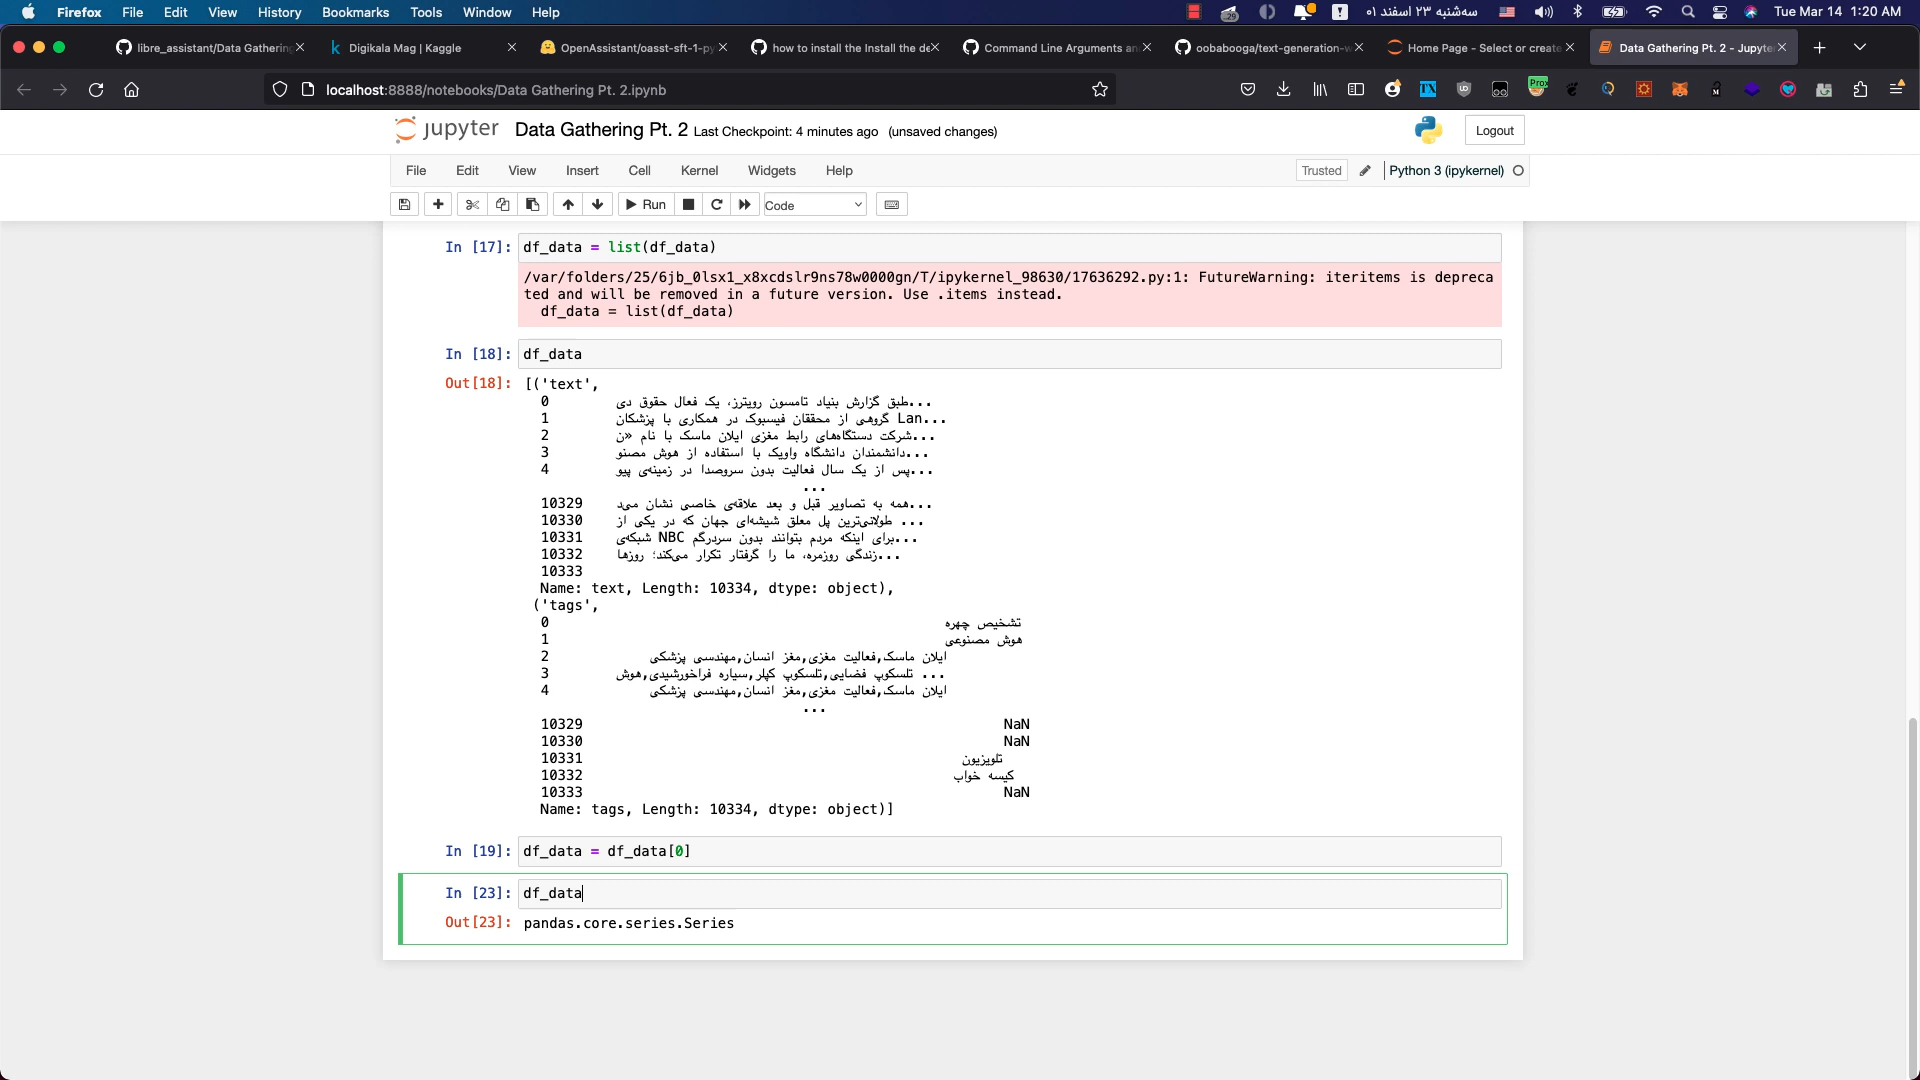 Firefox File Edit View History Bookmarks Tools Window Help
سه‌شنبه ۲۳ اسفند ۰۱ Tue Mar 14 1:20 AM
libre_assistant/Data Gathering
Digikala Mag | Kaggle
OpenAssistant/oasst-sft-1-py
how to install the Install the de
Command Line Arguments an
oobabooga/text-generation-w
Home Page - Select or create
Data Gathering Pt. 2 - Jupyte
localhost:8888/notebooks/Data Gathering Pt. 2.ipynb
jupyter Data Gathering Pt. 2 Last Checkpoint: 4 minutes ago (unsaved changes)
Logout
File Edit View Insert Cell Kernel Widgets Help
Trusted Python 3 (ipykernel)
Run Code
In [17]: df_data = list(df_data)
/var/folders/25/6jb_0lsx1_x8xcdslr9ns78w0000gn/T/ipykernel_98630/17636292.py:1: FutureWarning: iteritems is depreca
ted and will be removed in a future version. Use .items instead.
df_data = list(df_data)
In [18]: df_data
Out[18]: [('text',
0 طبق گزارش بنیاد تامسون رویترز، یک فعال حقوق دی...
1 گروهی از محققان فیسبوک در همکاری با پزشکان Lan...
2 شرکت دستگاه‌های رابط مغزی ایلان ماسک با نام «ن...
3 دانشمندان دانشگاه واویک با استفاده از هوش مصنو...
4 پس از یک سال فعالیت بدون سروصدا در زمینه‌ی پیو...
...
10329 همه به تصاویر قبل و بعد علاقه‌ی خاصی نشان می‌د...
10330 طولانی‌ترین پل معلق شیشه‌ای جهان که در یکی از ...
10331 برای اینکه مردم بتوانند بدون سردرگم NBC شبکه‌ی...
10332 زندگی روزمره، ما را گرفتار تکرار می‌کند؛ روزها...
10333
Name: text, Length: 10334, dtype: object),
('tags',
0 تشخیص چهره
1 هوش مصنوعی
2 ایلان ماسک,فعالیت مغزی,مغز انسان,مهندسی پزشکی
3 تلسکوپ فضایی,تلسکوپ کپلر,سیاره فراخورشیدی,هوش ...
4 ایلان ماسک,فعالیت مغزی,مغز انسان,مهندسی پزشکی
...
10329 NaN
10330 NaN
10331 تلویزیون
10332 کیسه خواب
10333 NaN
Name: tags, Length: 10334, dtype: object)]
In [19]: df_data = df_data[0]
In [23]: df_data
Out[23]: pandas.core.series.Series